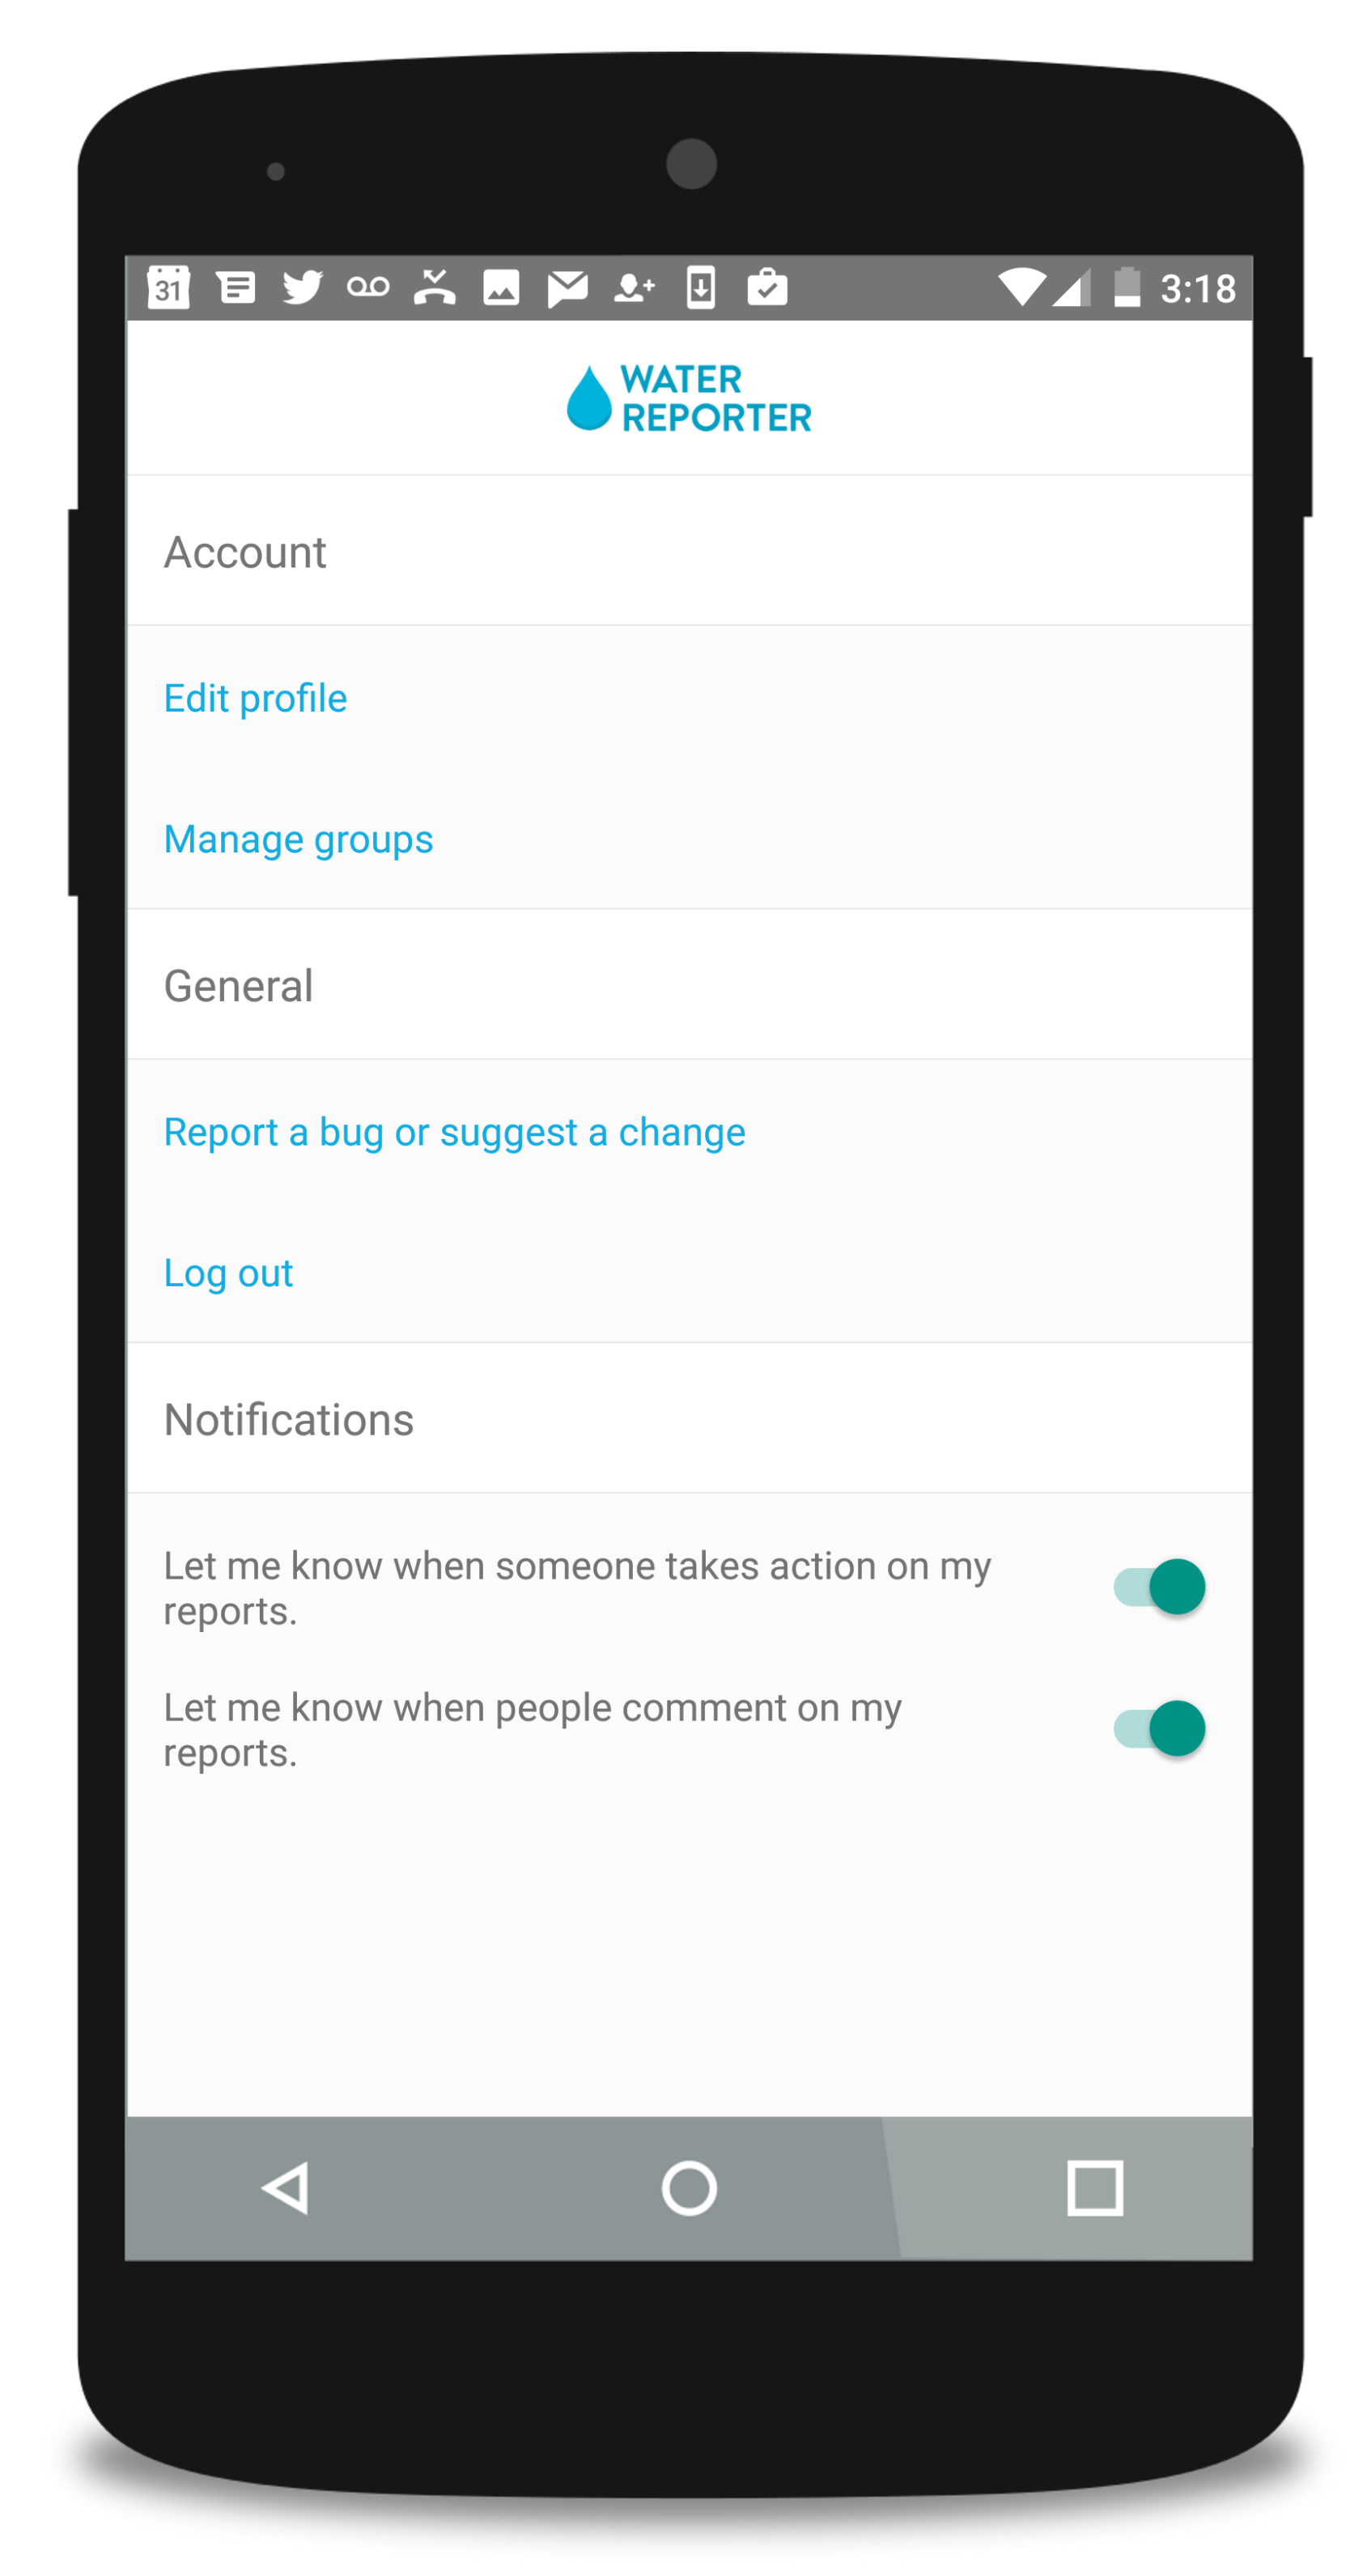 31
3:18
WATER
REPORTER
Account
Edit profile
Manage groups
General
Report a bug or suggest a change
Log out
Notifications
Let me know when someone takes action on my
reports.
Let me know when people comment on my
reports.